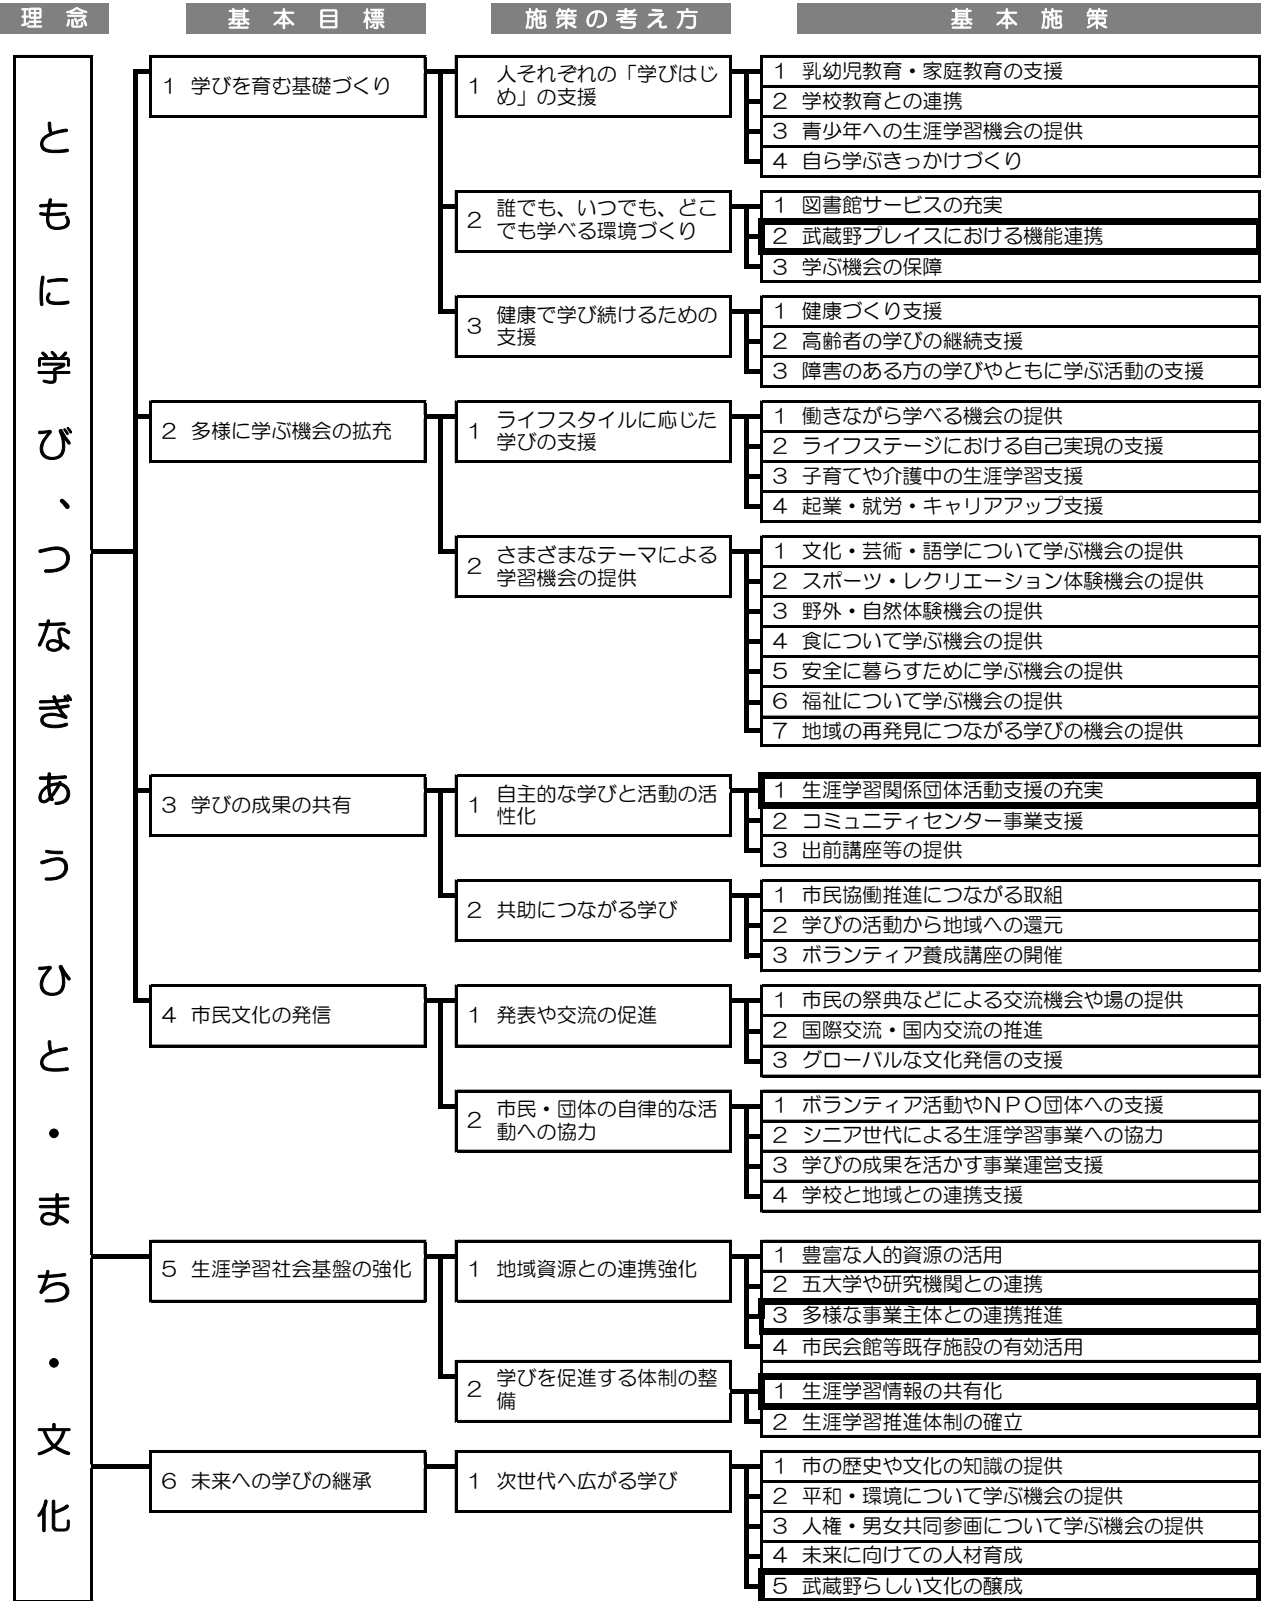 理念
基本目標
施策の考え方
基本施策
ともに学び、つなぎあう　ひと・まち・文化
１ 学びを育む基礎づくり
１ 人それぞれの「学びはじ
め」の支援
１ 乳幼児教育・家庭教育の支援
２ 学校教育との連携
３ 青少年への生涯学習機会の提供
４ 自ら学ぶきっかけづくり
２ 誰でも、いつでも、どこ
でも学べる環境づくり
１ 図書館サービスの充実
２ 武蔵野プレイスにおける機能連携
３ 学ぶ機会の保障
３ 健康で学び続けるための
支援
１ 健康づくり支援
２ 高齢者の学びの継続支援
３ 障害のある方の学びやともに学ぶ活動の支援
２ 多様に学ぶ機会の拡充
１ ライフスタイルに応じた
学びの支援
１ 働きながら学べる機会の提供
２ ライフステージにおける自己実現の支援
３ 子育てや介護中の生涯学習支援
４ 起業・就労・キャリアアップ支援
２ さまざまなテーマによる
学習機会の提供
１ 文化・芸術・語学について学ぶ機会の提供
２ スポーツ・レクリエーション体験機会の提供
３ 野外・自然体験機会の提供
４ 食について学ぶ機会の提供
５ 安全に暮らすために学ぶ機会の提供
６ 福祉について学ぶ機会の提供
７ 地域の再発見につながる学びの機会の提供
３ 学びの成果の共有
１ 自主的な学びと活動の活
性化
１ 生涯学習関係団体活動支援の充実
２ コミュニティセンター事業支援
３ 出前講座等の提供
２ 共助につながる学び
１ 市民協働推進につながる取組
２ 学びの活動から地域への還元
３ ボランティア養成講座の開催
４ 市民文化の発信
１ 発表や交流の促進
１ 市民の祭典などによる交流機会や場の提供
２ 国際交流・国内交流の推進
３ グローバルな文化発信の支援
２ 市民・団体の自律的な活
動への協力
１ ボランティア活動やＮＰＯ団体への支援
２ シニア世代による生涯学習事業への協力
３ 学びの成果を活かす事業運営支援
４ 学校と地域との連携支援
５ 生涯学習社会基盤の強化
１ 地域資源との連携強化
１ 豊富な人的資源の活用
２ 五大学や研究機関との連携
３ 多様な事業主体との連携推進
４ 市民会館等既存施設の有効活用
２ 学びを促進する体制の整
備
１ 生涯学習情報の共有化
２ 生涯学習推進体制の確立
６ 未来への学びの継承
１ 次世代へ広がる学び
１ 市の歴史や文化の知識の提供
２ 平和・環境について学ぶ機会の提供
３ 人権・男女共同参画について学ぶ機会の提供
４ 未来に向けての人材育成
５ 武蔵野らしい文化の醸成